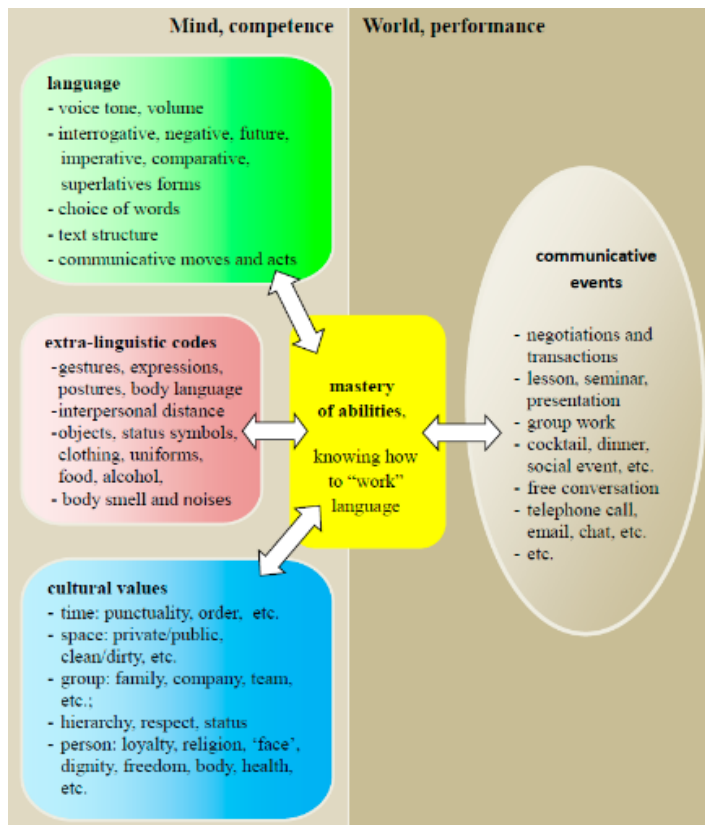 Mind, competence
World, performance
language
- voice tone, volume
- interrogative, negative, future,
imperative, comparative,
superlatives forms
- choice of words
- text structure
- communicative moves and acts
extra-linguistic codes
-gestures, expressions,
postures, body language
-interpersonal distance
-objects, status symbols,
clothing, uniforms,
food, alcohol,
- body smell and noises
cultural values
- time: punctuality, order, etc.
- space: private/public,
clean/dirty, etc.
- group: family, company, team,
etc.;
- hierarchy, respect, status
- person: loyalty, religion, ‘face’,
dignity, freedom, body, health,
etc.
mastery
of abilities,
knowing how
to “work”
language
communicative
events
- negotiations and
transactions
- lesson, seminar,
presentation
- group work
- cocktail, dinner,
social event, etc.
- free conversation
- telephone call,
email, chat, etc.
- etc.